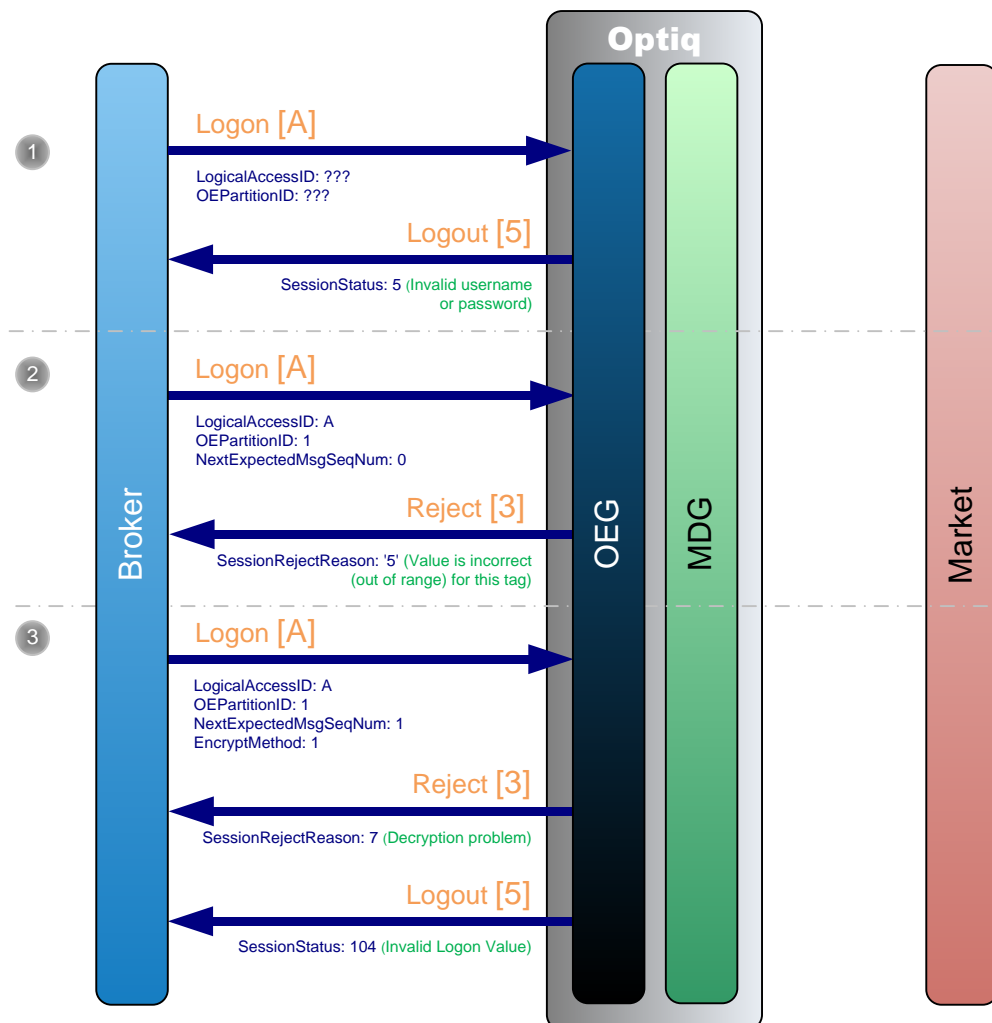 Optiq
Broker
OEG
MDG
Market
1
Logon [A]
LogicalAccessID: ???
OEPartitionID: ???
Logout [5]
SessionStatus: 5 (Invalid username
or password)
2
Logon [A]
LogicalAccessID: A
OEPartitionID: 1
NextExpectedMsgSeqNum: 0
Reject [3]
SessionRejectReason: '5' (Value is incorrect
(out of range) for this tag)
3
Logon [A]
LogicalAccessID: A
OEPartitionID: 1
NextExpectedMsgSeqNum: 1
EncryptMethod: 1
Reject [3]
SessionRejectReason: 7 (Decryption problem)
Logout [5]
SessionStatus: 104 (Invalid Logon Value)